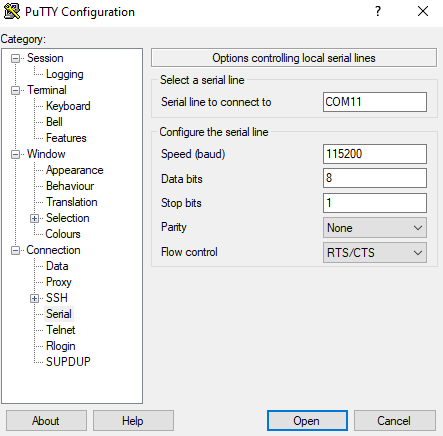 PuTTY Configuration
?
Category:
Session
Logging
Terminal
Keyboard
Bell
Features
Window
Appearance
Behaviour
Translation
Selection
Colours
Connection
Data
Proxy
SSH
Serial
Telnet
Rlogin
SUPDUP
Options controlling local serial lines
Select a serial line
Serial line to connect to COM11
Configure the serial line
Speed (baud) 115200
Data bits 8
Stop bits 1
Parity None
Flow control RTS/CTS
About Help Open Cancel